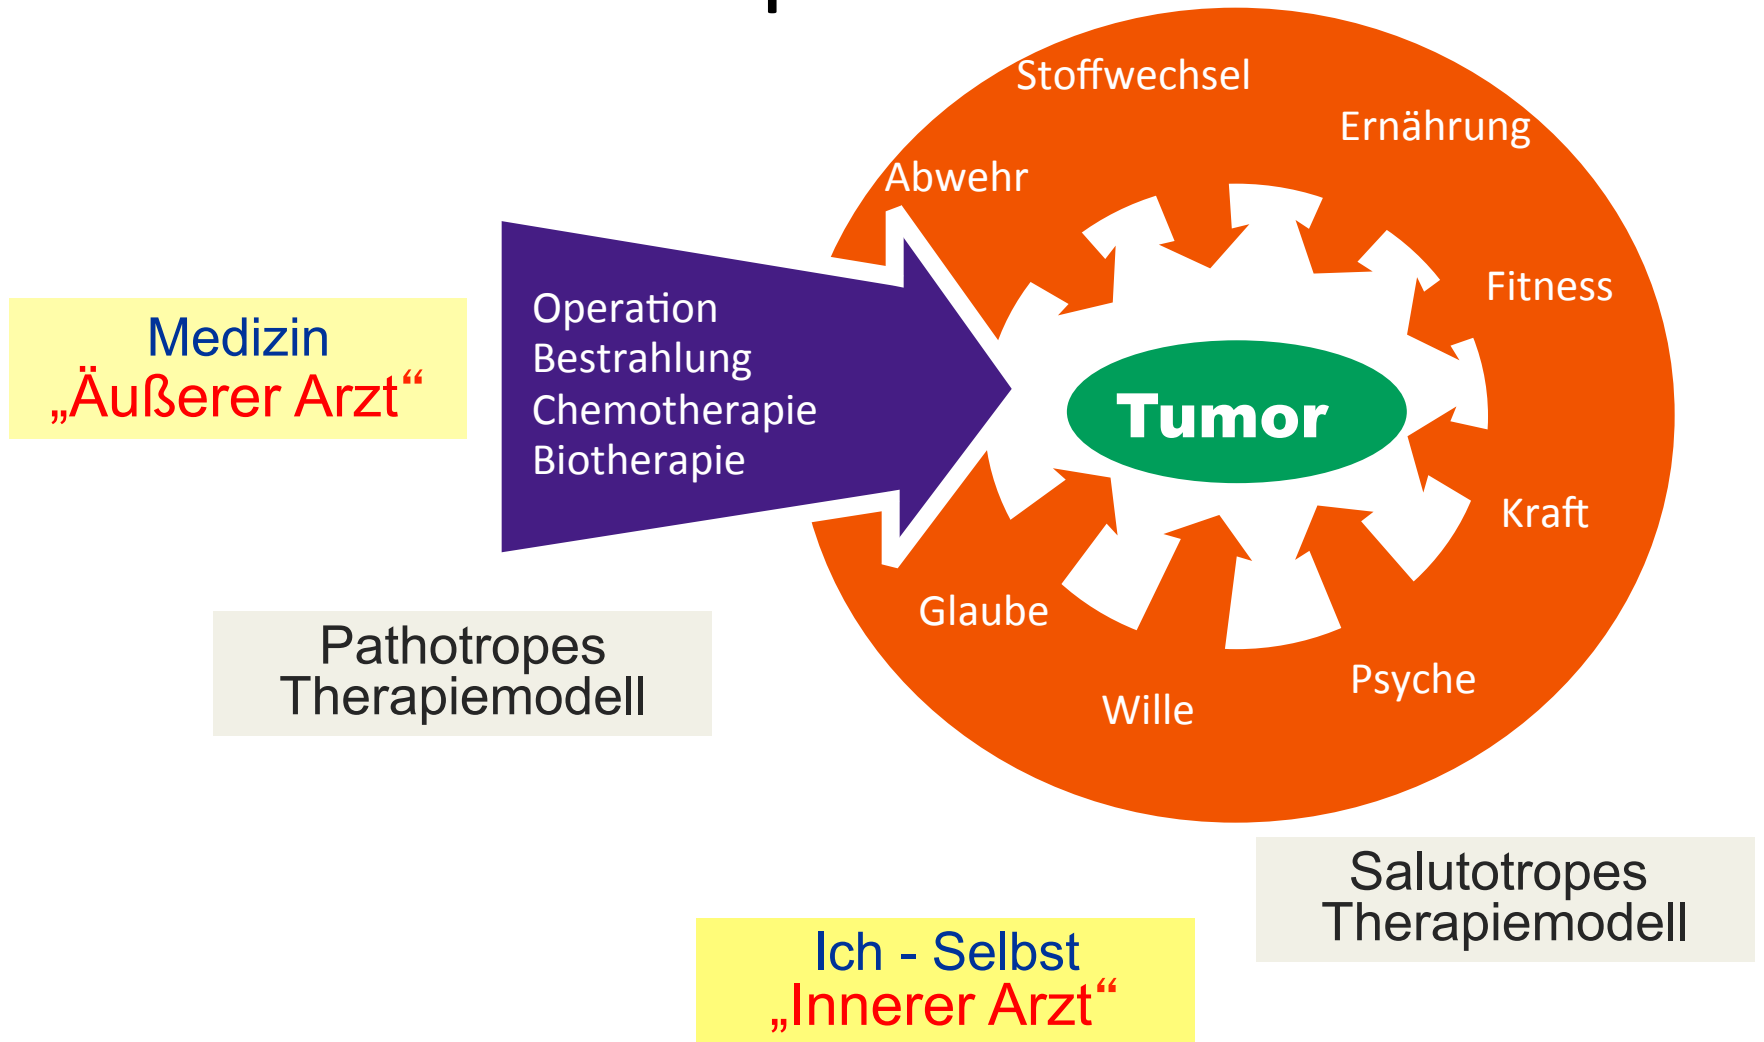 Stoffwechsel
Ernährung
Abwehr
Fitness
Kraft
Psyche
Wille
Glaube
Operation
Bestrahlung
Chemotherapie
Biotherapie
Tumor
Medizin
„Äußerer Arzt“
Pathotropes
Therapiemodell
Salutotropes
Therapiemodell
Ich - Selbst
„Innerer Arzt“